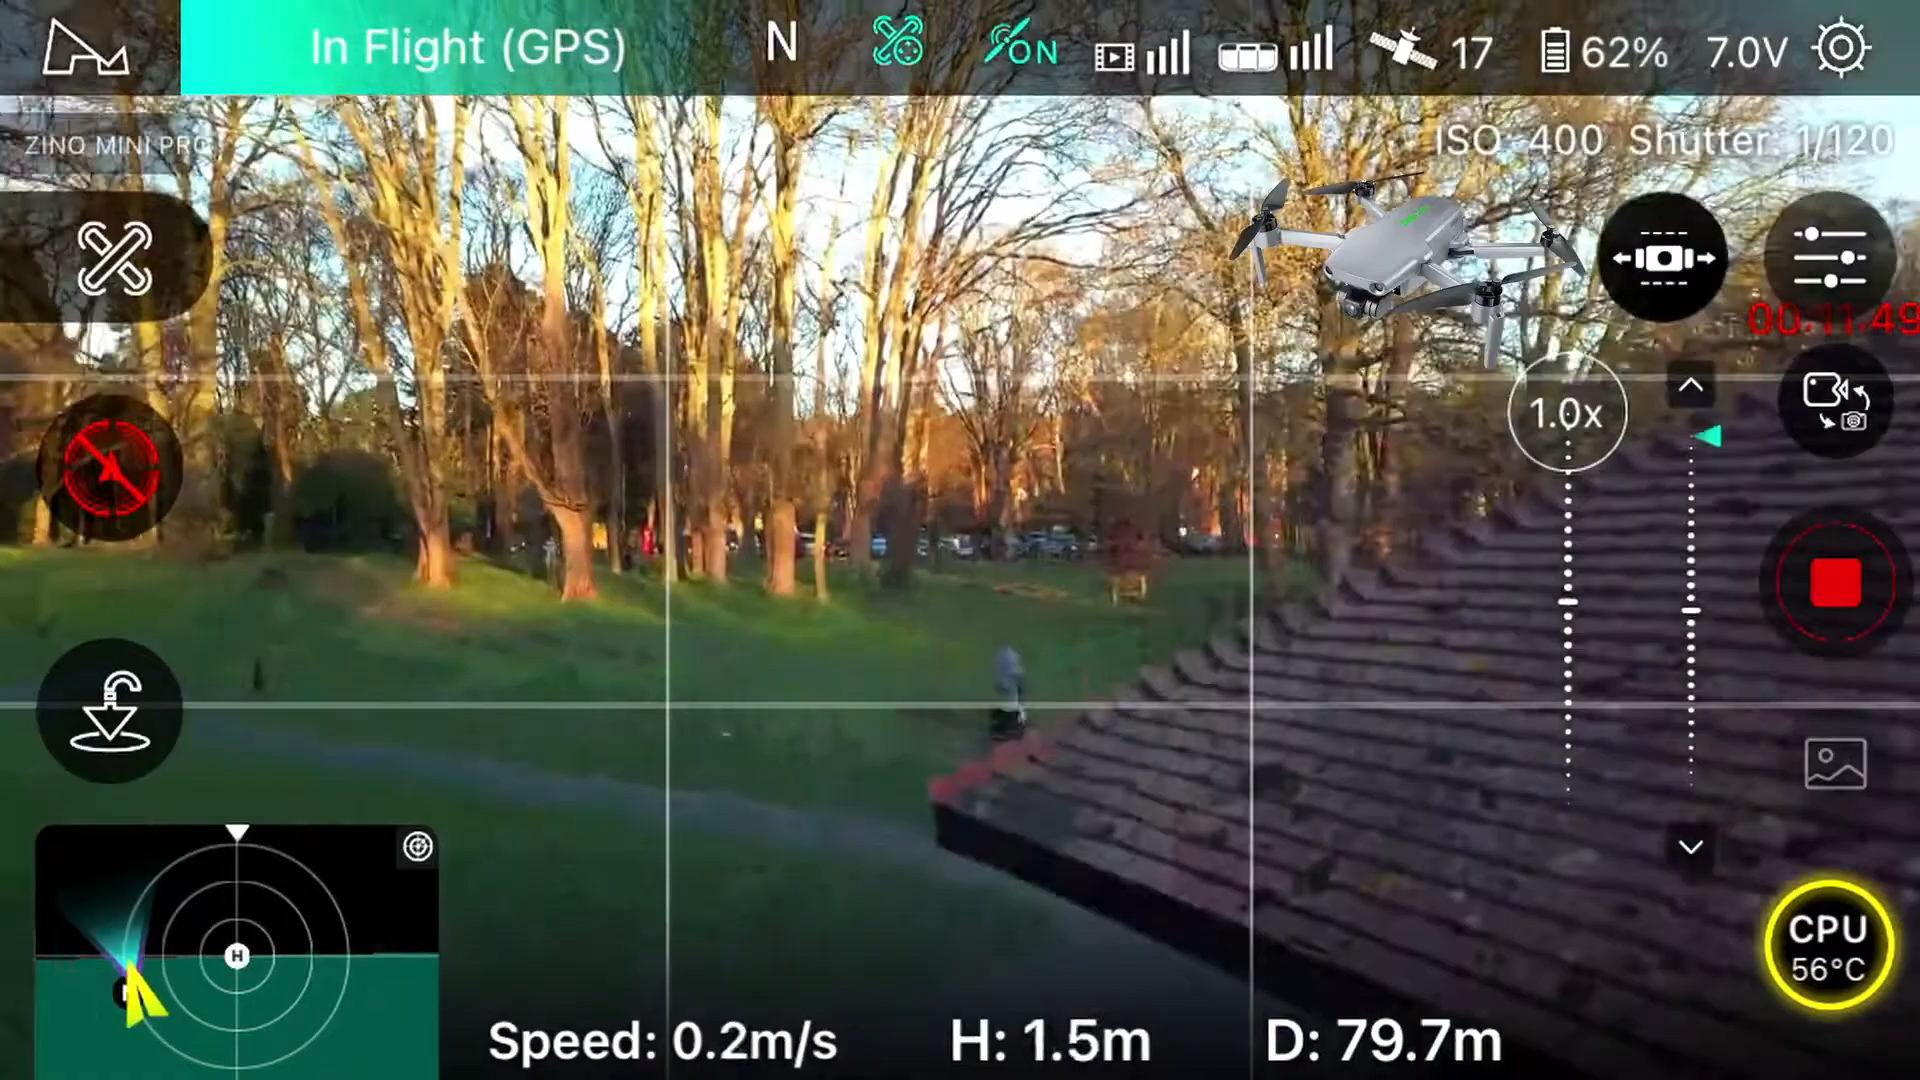 In Flight (GPS)
N
ON
17
62%
7.0V
ZINO MINI PRO
ISO: 400 Shutter: 1/120
00:11:49
1.0x
H
CPU
56°C
Speed: 0.2m/s
H: 1.5m
D: 79.7m